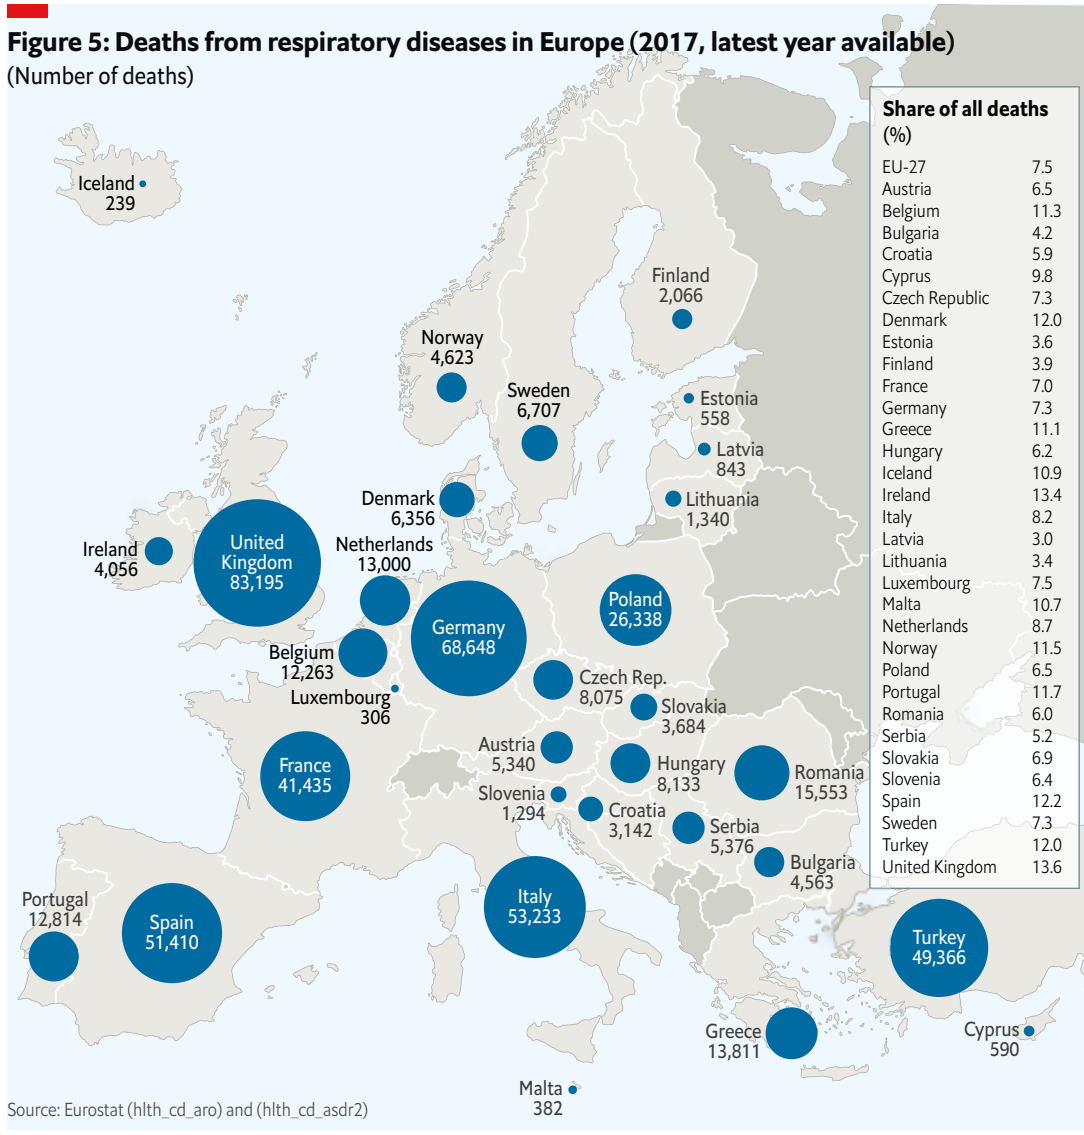 Figure 5: Deaths from respiratory diseases in Europe (2017, latest year available)
(Number of deaths)
Share of all deaths
(%)
EU-27 7.5
Austria 6.5
Belgium 11.3
Bulgaria 4.2
Croatia 5.9
Cyprus 9.8
Czech Republic 7.3
Denmark 12.0
Estonia 3.6
Finland 3.9
France 7.0
Germany 7.3
Greece 11.1
Hungary 6.2
Iceland 10.9
Ireland 13.4
Italy 8.2
Latvia 3.0
Lithuania 3.4
Luxembourg 7.5
Malta 10.7
Netherlands 8.7
Norway 11.5
Poland 6.5
Portugal 11.7
Romania 6.0
Serbia 5.2
Slovakia 6.9
Slovenia 6.4
Spain 12.2
Sweden 7.3
Turkey 12.0
United Kingdom 13.6
Iceland
239
Finland
2,066
Norway
4,623
Sweden
6,707
Estonia
558
Latvia
843
Lithuania
1,340
Denmark
6,356
Netherlands
13,000
Ireland
4,056
United
Kingdom
83,195
Germany
68,648
Poland
26,338
Belgium
12,263
Luxembourg
306
Czech Rep.
8,075
Slovakia
3,684
Austria
5,340
Hungary
8,133
France
41,435
Romania
15,553
Slovenia
1,294
Croatia
3,142
Serbia
5,376
Bulgaria
4,563
Portugal
12,814
Spain
51,410
Italy
53,233
Turkey
49,366
Greece
13,811
Cyprus
590
Malta
382
Source: Eurostat (hlth_cd_aro) and (hlth_cd_asdr2)